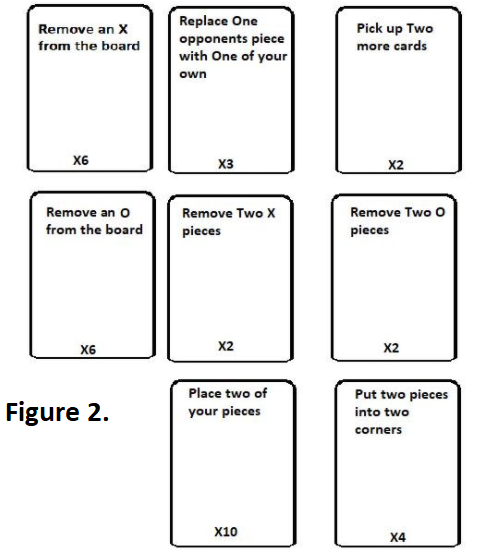 Remove an X
from the board
X6
Replace One
opponents piece
with One of your
own
X3
Pick up Two
more cards
X2
Remove an O
from the board
X6
Remove Two X
pieces
X2
Remove Two O
pieces
X2
Figure 2.
Place two of
your pieces
X10
Put two pieces
into two
corners
X4